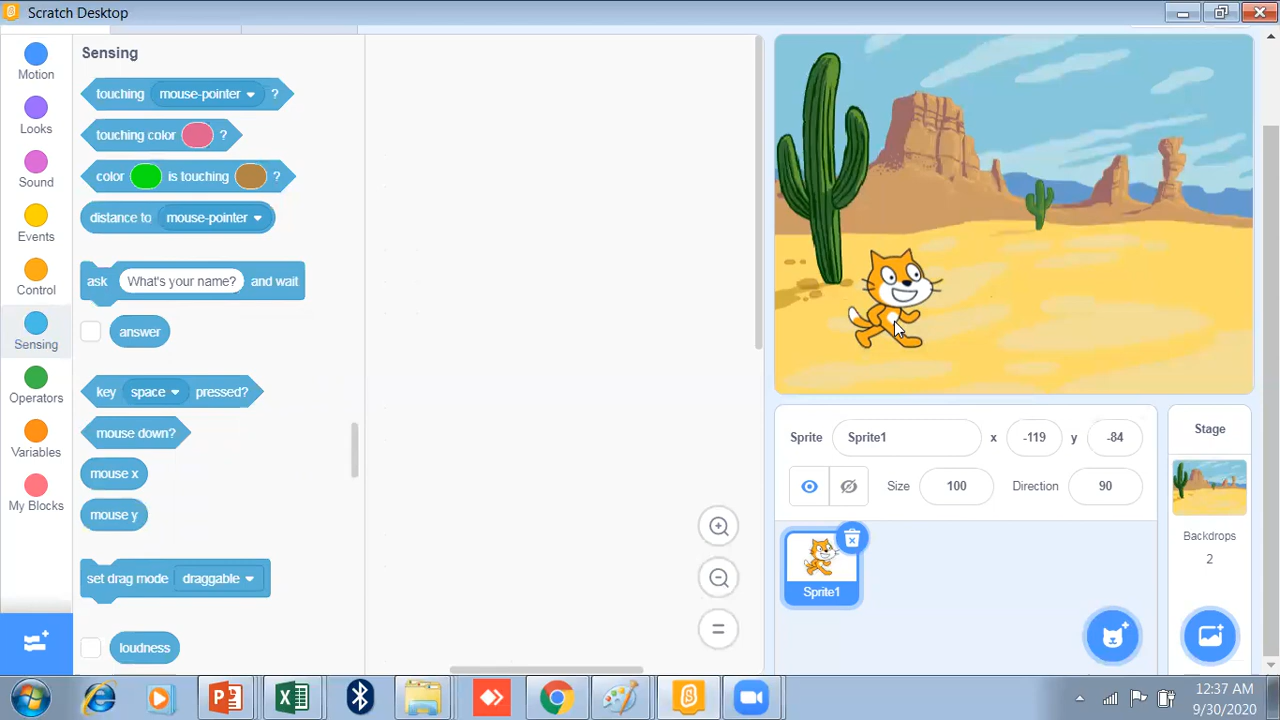 Scratch Desktop
Motion
Looks
Sound
Events
Control
Sensing
Operators
Variables
My Blocks
Sensing
touching mouse-pointer ?
touching color ?
color is touching ?
distance to mouse-pointer
ask What's your name? and wait
answer
key space pressed?
mouse down?
mouse x
mouse y
set drag mode draggable
loudness
Sprite Sprite1 x -119 y -84
Size 100 Direction 90
Sprite1
Stage
Backdrops
2
12:37 AM
9/30/2020